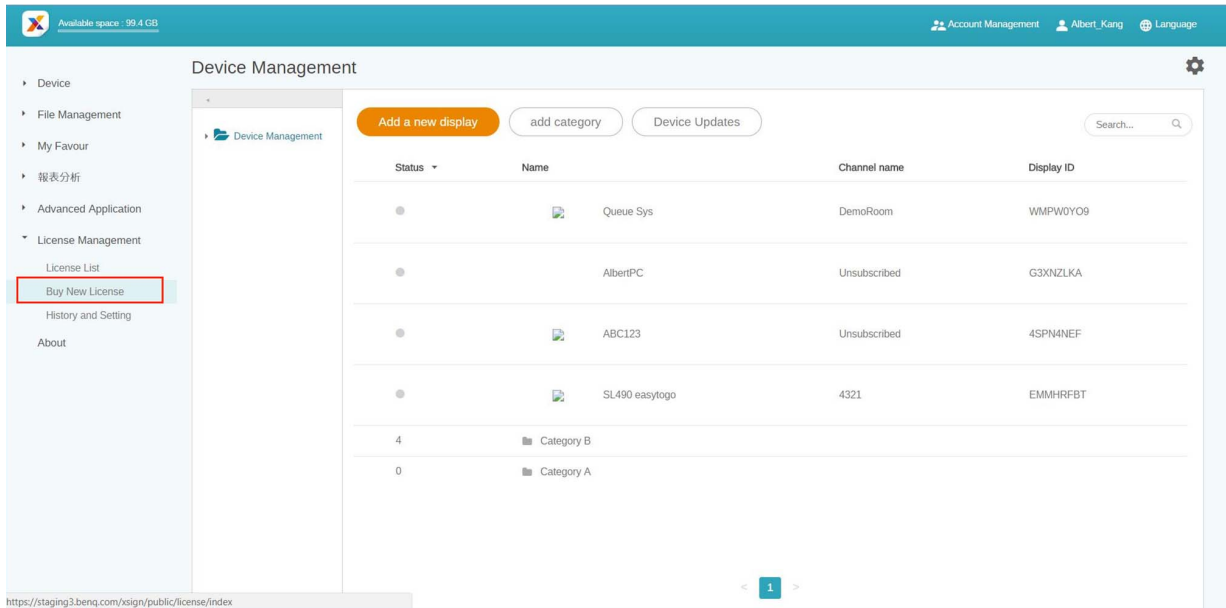 Available space : 99.4 GB
Account Management Albert_Kang Language
Device Management
Device
File Management
My Favour
報表分析
Advanced Application
License Management
License List
Buy New License
History and Setting
About
Device Management
Add a new display add category Device Updates Search...
Status Name Channel name Display ID
Queue Sys DemoRoom WMPW0YO9
AlbertPC Unsubscribed G3XNZLKA
ABC123 Unsubscribed 4SPN4NEF
SL490 easytogo 4321 EMMHRFBT
4 Category B
0 Category A
< 1 >
https://staging3.benq.com/xsign/public/license/index